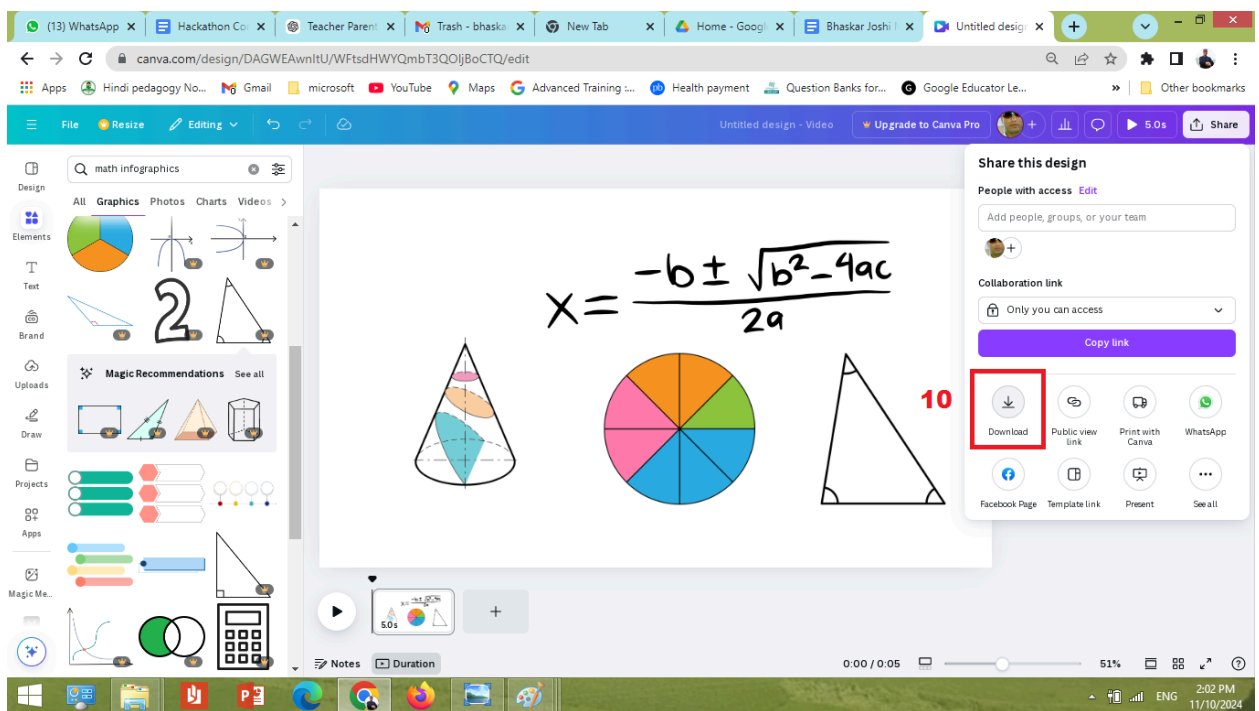 (13) WhatsApp
Hackathon Cor
Teacher Parent
Trash - bhaska
New Tab
Home - Googl
Bhaskar Joshi
Untitled design
canva.com/design/DAGWEAwnItU/WFtsdHWYQmbT3QOIjBoCTQ/edit
Apps
Hindi pedagogy No...
Gmail
microsoft
YouTube
Maps
Advanced Training :...
Health payment
Question Banks for...
Google Educator Le...
»
Other bookmarks
File
Resize
Editing
Untitled design - Video
Upgrade to Canva Pro
5.0s
Share
Design
Elements
Text
Brand
Uploads
Draw
Projects
Apps
Magic Me...
math infographics
All Graphics Photos Charts Videos
2
Magic Recommendations See all
x = -b ± √b² - 4ac
2a
10
Share this design
People with access Edit
Add people, groups, or your team
Collaboration link
Only you can access
Copy link
Download
Public view link
Print with Canva
WhatsApp
Facebook Page
Template link
Present
See all
5.0s
Notes
Duration
0:00 / 0:05
51%
ENG
2:02 PM
11/10/2024